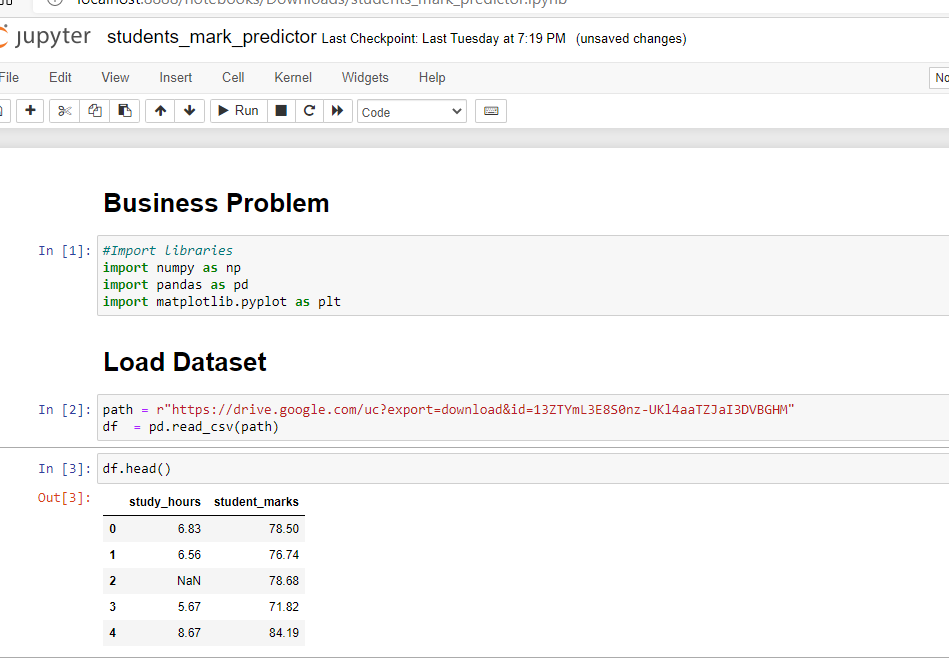 localhost:8888/notebooks/Downloads/students_mark_predictor.ipynb
jupyter students_mark_predictor Last Checkpoint: Last Tuesday at 7:19 PM (unsaved changes)
File Edit View Insert Cell Kernel Widgets Help
Run Code
Business Problem
In [1]: #Import libraries
import numpy as np
import pandas as pd
import matplotlib.pyplot as plt
Load Dataset
In [2]: path = r"https://drive.google.com/uc?export=download&id=13ZTYmL3E8S0nz-UKl4aaTZJaI3DVBGHM"
df = pd.read_csv(path)
In [3]: df.head()
Out[3]:
study_hours student_marks
0 6.83 78.50
1 6.56 76.74
2 NaN 78.68
3 5.67 71.82
4 8.67 84.19